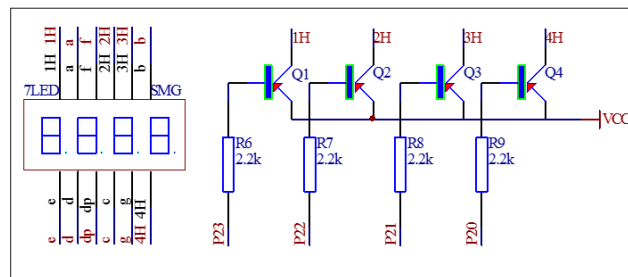 1H a f 2H 3H b
1H a f 2H 3H b
7LED SMG
e d dp c g 4H
e d dp c g 4H
1H 2H 3H 4H
Q1 Q2 Q3 Q4
VCC
R6 R7 R8 R9
2.2k 2.2k 2.2k 2.2k
P23 P22 P21 P20